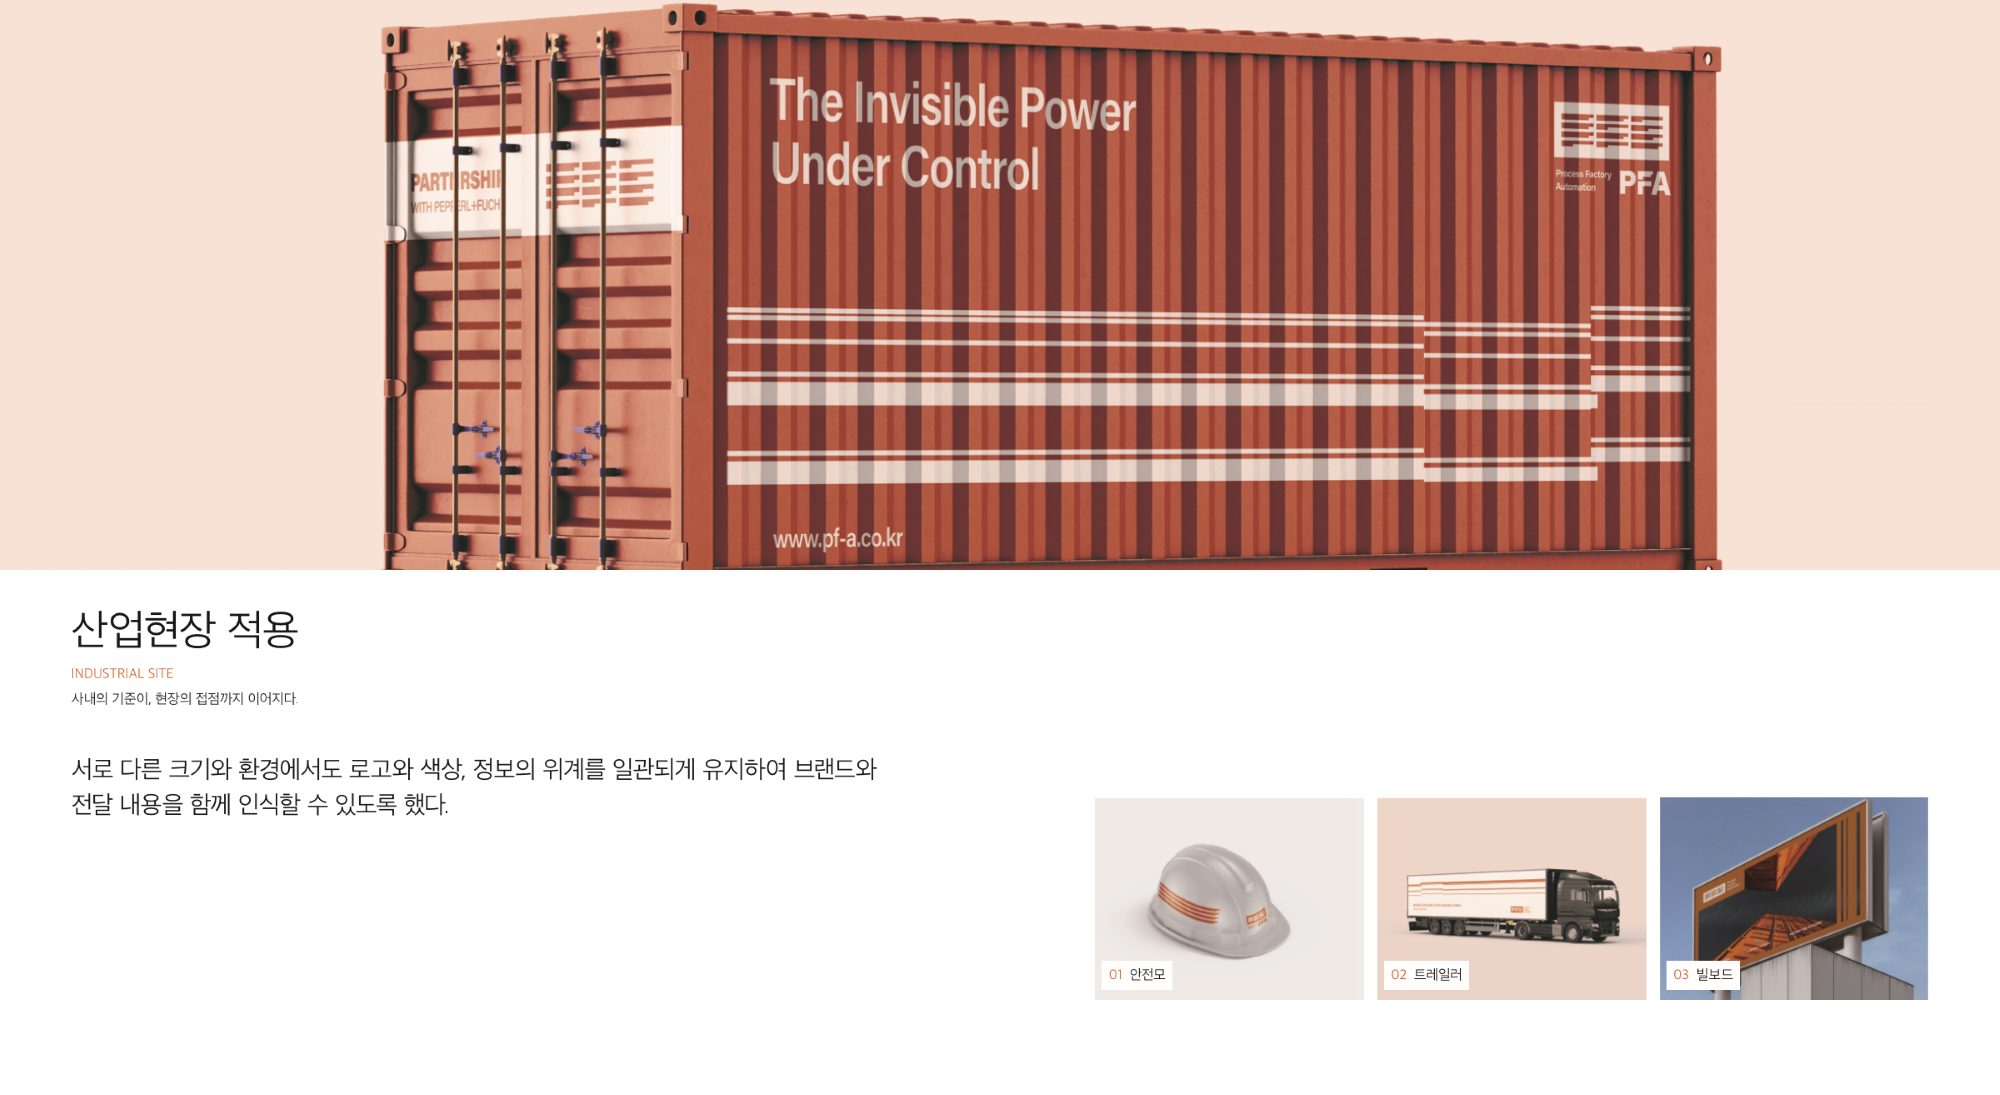 The Invisible Power
Under Control
Process Factory
Automation
PFA
WITH PEPPERL+FUCH
www.pf-a.co.kr
산업현장 적용
INDUSTRIAL SITE
사내의 기준이, 현장의 접점까지 이어지다.
서로 다른 크기와 환경에서도 로고와 색상, 정보의 위계를 일관되게 유지하여 브랜드와
전달 내용을 함께 인식할 수 있도록 했다.
01 안전모
02 트레일러
03 빌보드